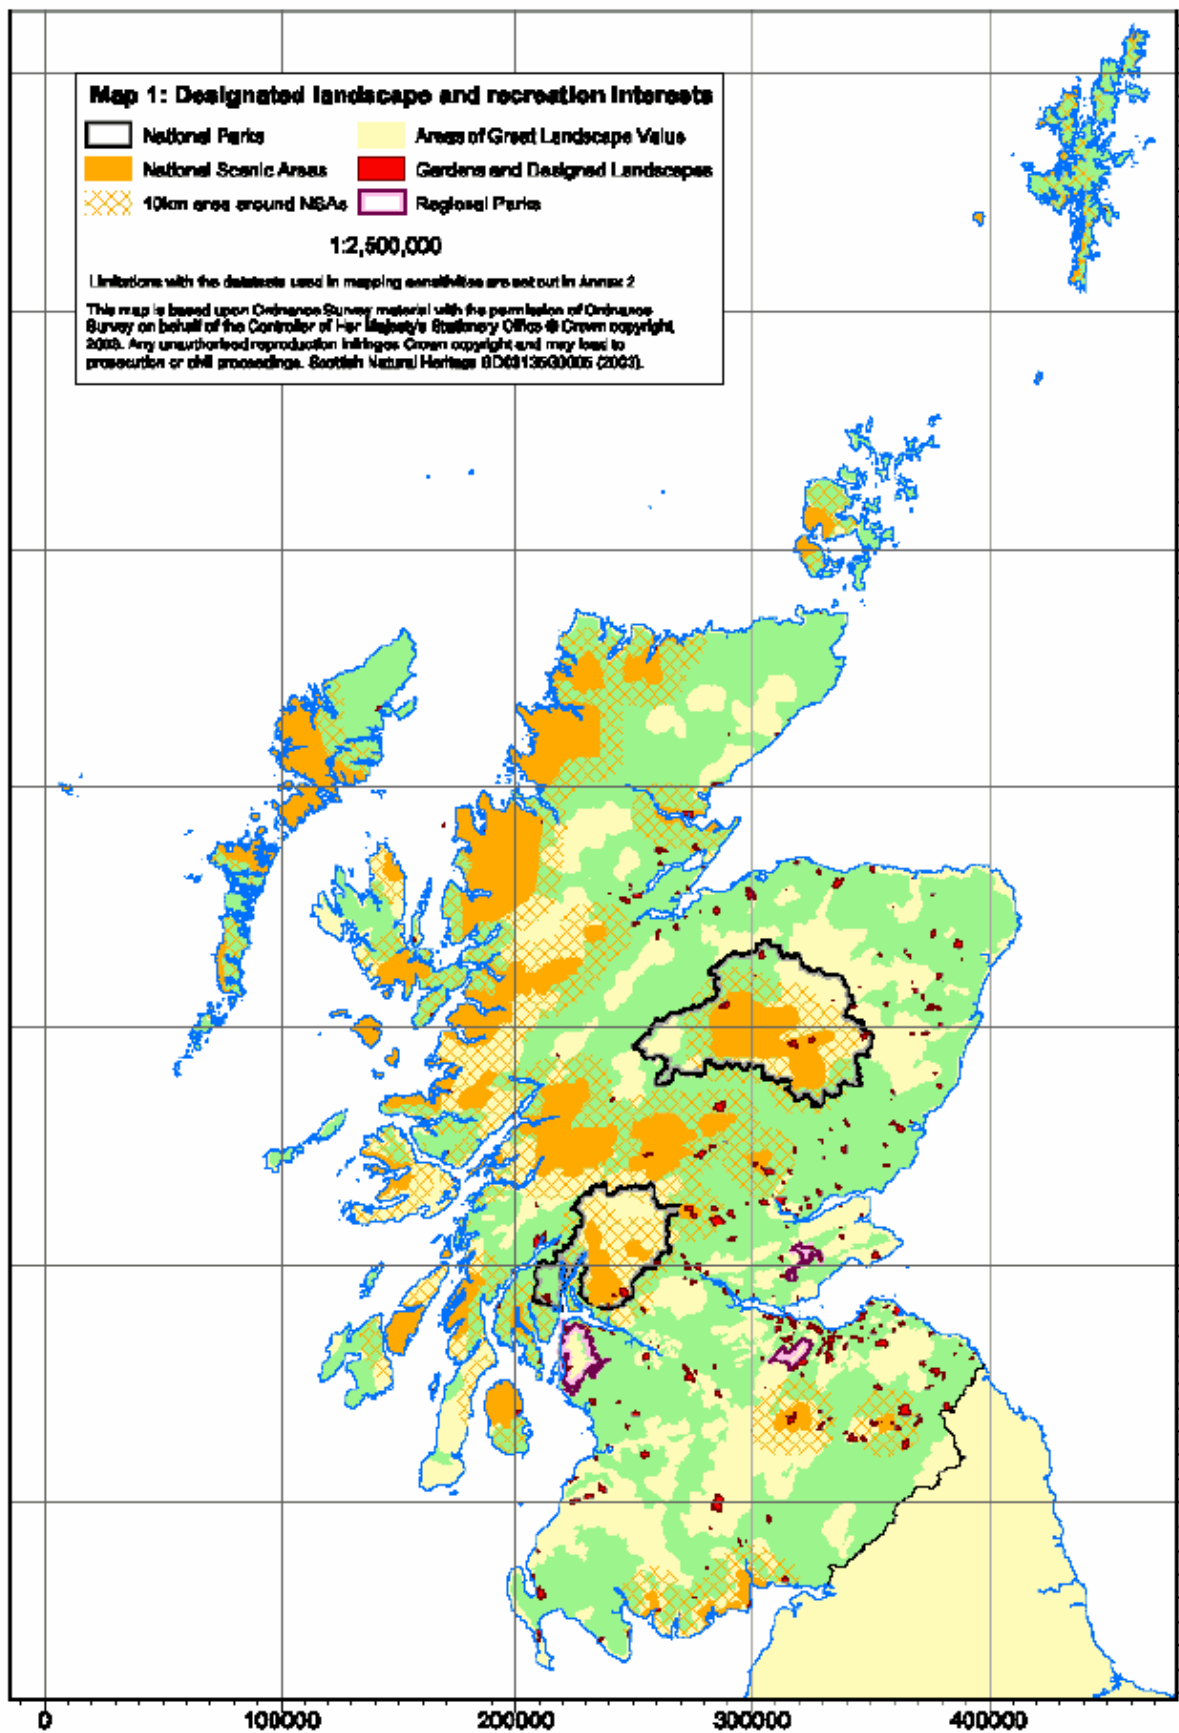 Map 1: Designated landscape and recreation interests
National Parks
Areas of Great Landscape Value
National Scenic Areas
Gardens and Designed Landscapes
10km area around NSAs
Regional Parks
1:2,500,000
Limitations with the datasets used in mapping sensitivities are set out in Annex 2
This map is based upon Ordnance Survey material with the permission of Ordnance
Survey on behalf of the Controller of Her Majesty's Stationery Office © Crown copyright,
2003. Any unauthorised reproduction infringes Crown copyright and may lead to
prosecution or civil proceedings. Scottish Natural Heritage (2003).
0 100000 200000 300000 400000